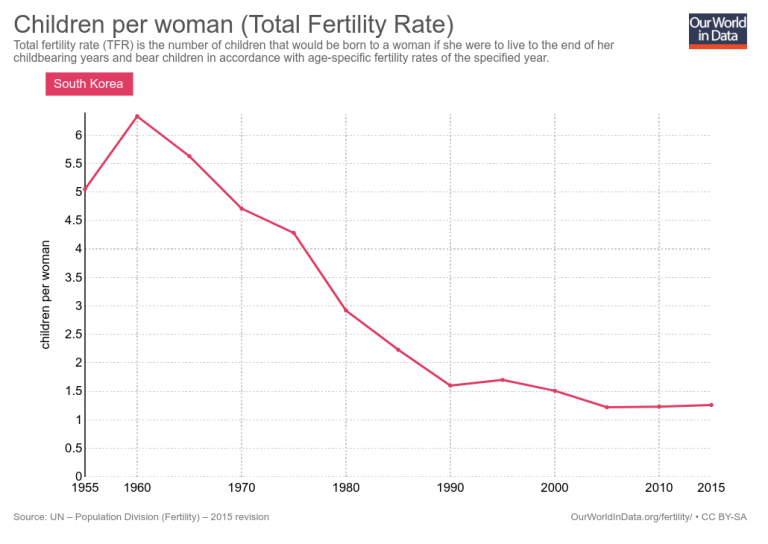 Children per woman (Total Fertility Rate)
Our World
in Data
Total fertility rate (TFR) is the number of children that would be born to a woman if she were to live to the end of her
childbearing years and bear children in accordance with age-specific fertility rates of the specified year.
South Korea
6
5.5
5
4.5
4
3.5
3
2.5
2
1.5
1
0.5
0
children per woman
1955 1960 1970 1980 1990 2000 2010 2015
Source: UN – Population Division (Fertility) – 2015 revision
OurWorldInData.org/fertility/ • CC BY-SA